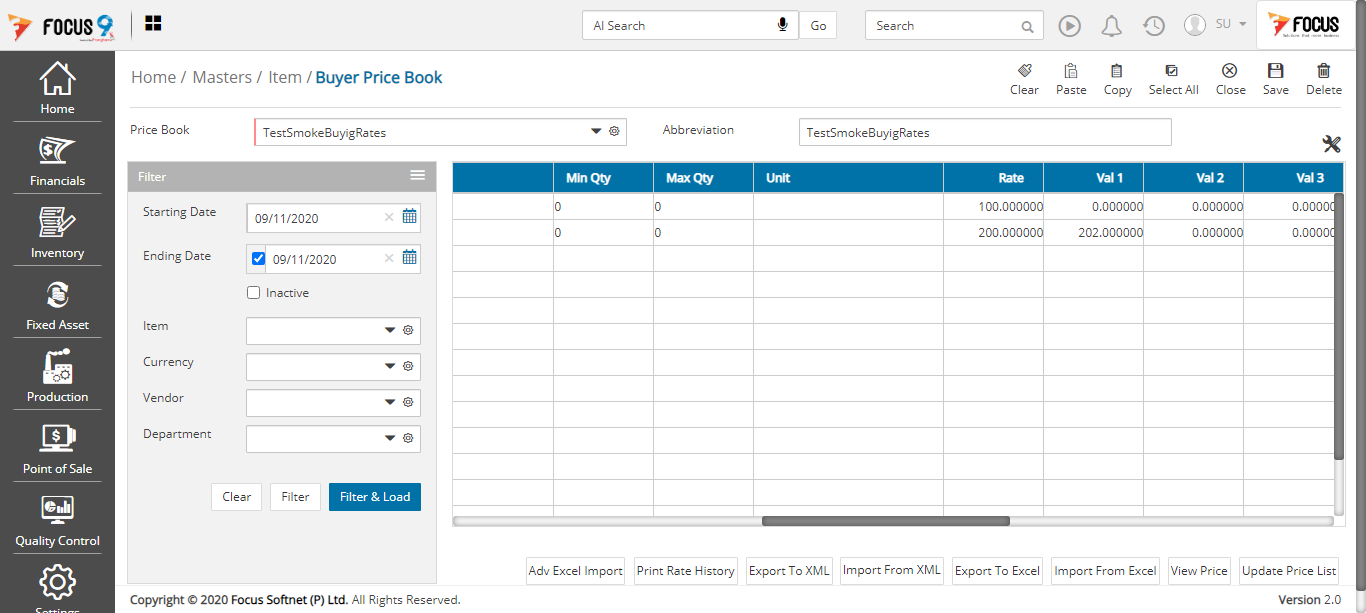 FOCUS 9
AI Search
Go
Search
SU
FOCUS
Home
Financials
Inventory
Fixed Asset
Production
Point of Sale
Quality Control
Settings
Home / Masters / Item / Buyer Price Book
Clear
Paste
Copy
Select All
Close
Save
Delete
Price Book
TestSmokeBuyigRates
Abbreviation
TestSmokeBuyigRates
Filter
Starting Date
09/11/2020
Ending Date
09/11/2020
Inactive
Item
Currency
Vendor
Department
Clear
Filter
Filter & Load
Min Qty Max Qty Unit Rate Val 1 Val 2 Val 3
0 0 100.000000 0.000000 0.000000 0.00000
0 0 200.000000 202.000000 0.000000 0.00000
Adv Excel Import
Print Rate History
Export To XML
Import From XML
Export To Excel
Import From Excel
View Price
Update Price List
Copyright © 2020 Focus Softnet (P) Ltd. All Rights Reserved.
Version 2.0